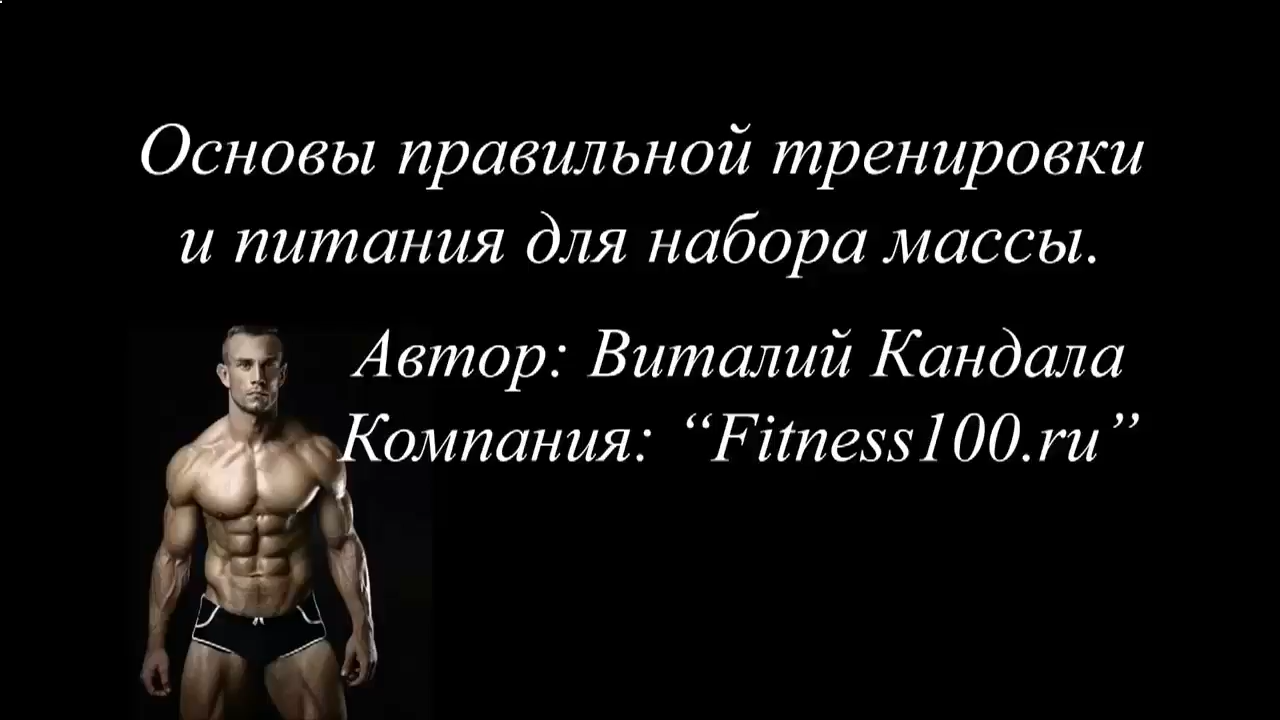 Основы правильной тренировки
и питания для набора массы.
Автор: Виталий Кандала
Компания: “Fitness100.ru”